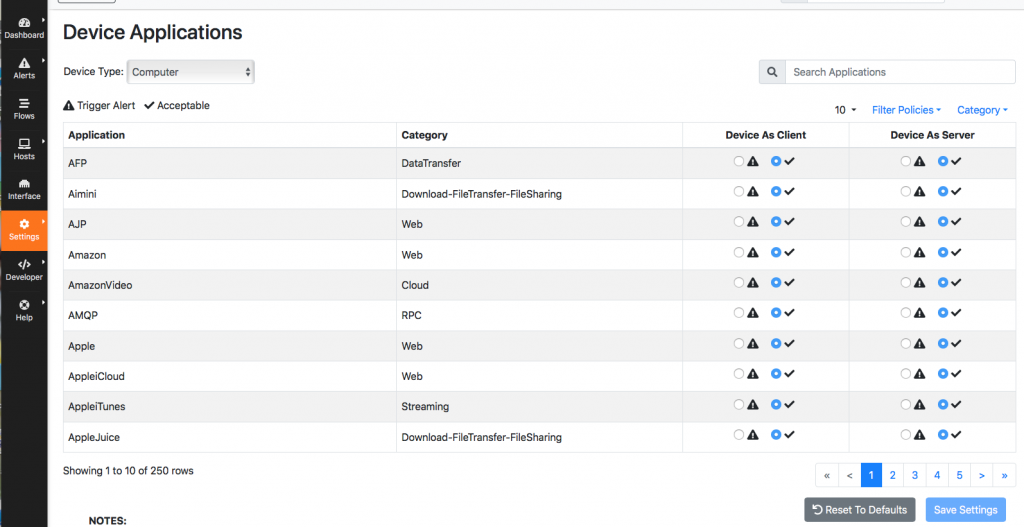 Device Applications
Dashboard
Device Type: Computer
Search Applications
Alerts
Trigger Alert Acceptable
10 Filter Policies Category
Flows
Application Category Device As Client Device As Server
Hosts
AFP DataTransfer
Interface
Aimini Download-FileTransfer-FileSharing
Settings
AJP Web
Amazon Web
Developer
AmazonVideo Cloud
Help
AMQP RPC
Apple Web
AppleiCloud Web
AppleiTunes Streaming
AppleJuice Download-FileTransfer-FileSharing
Showing 1 to 10 of 250 rows
« < 1 2 3 4 5 > »
Reset To Defaults Save Settings
NOTES: